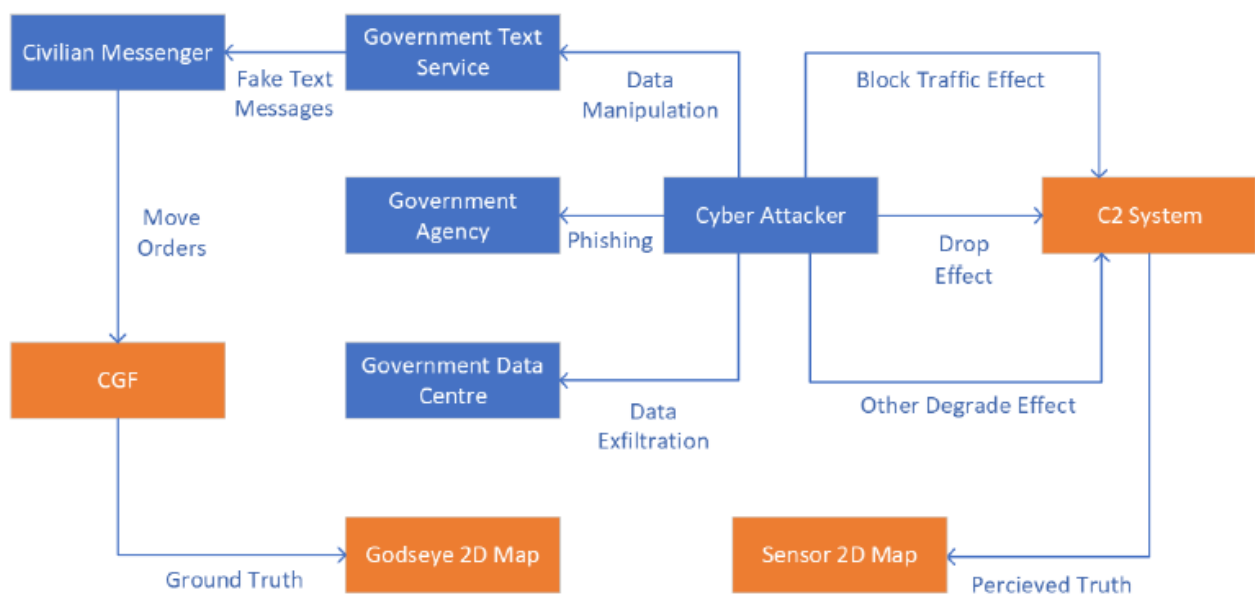 Civilian Messenger
Government Text
Service
Fake Text
Messages
Data
Manipulation
Block Traffic Effect
Move
Orders
Government
Agency
Phishing
Cyber Attacker
Drop
Effect
C2 System
CGF
Government Data
Centre
Data
Exfiltration
Other Degrade Effect
Godseye 2D Map
Ground Truth
Sensor 2D Map
Percieved Truth